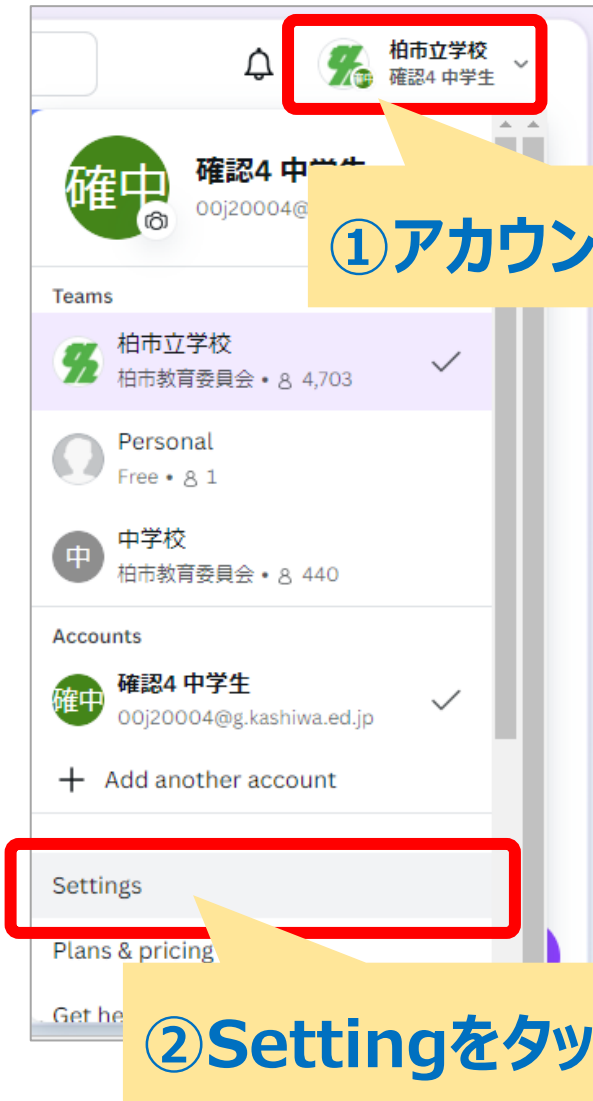 柏市立学校
確認4 中学生
確中
確認4 中学生
00j20004@
①アカウン
Teams
柏市立学校
柏市教育委員会 • 4,703
Personal
Free • 1
中
中学校
柏市教育委員会 • 440
Accounts
確中
確認4 中学生
00j20004@g.kashiwa.ed.jp
+ Add another account
Settings
Plans & pricing
Get he
②Settingをタッ